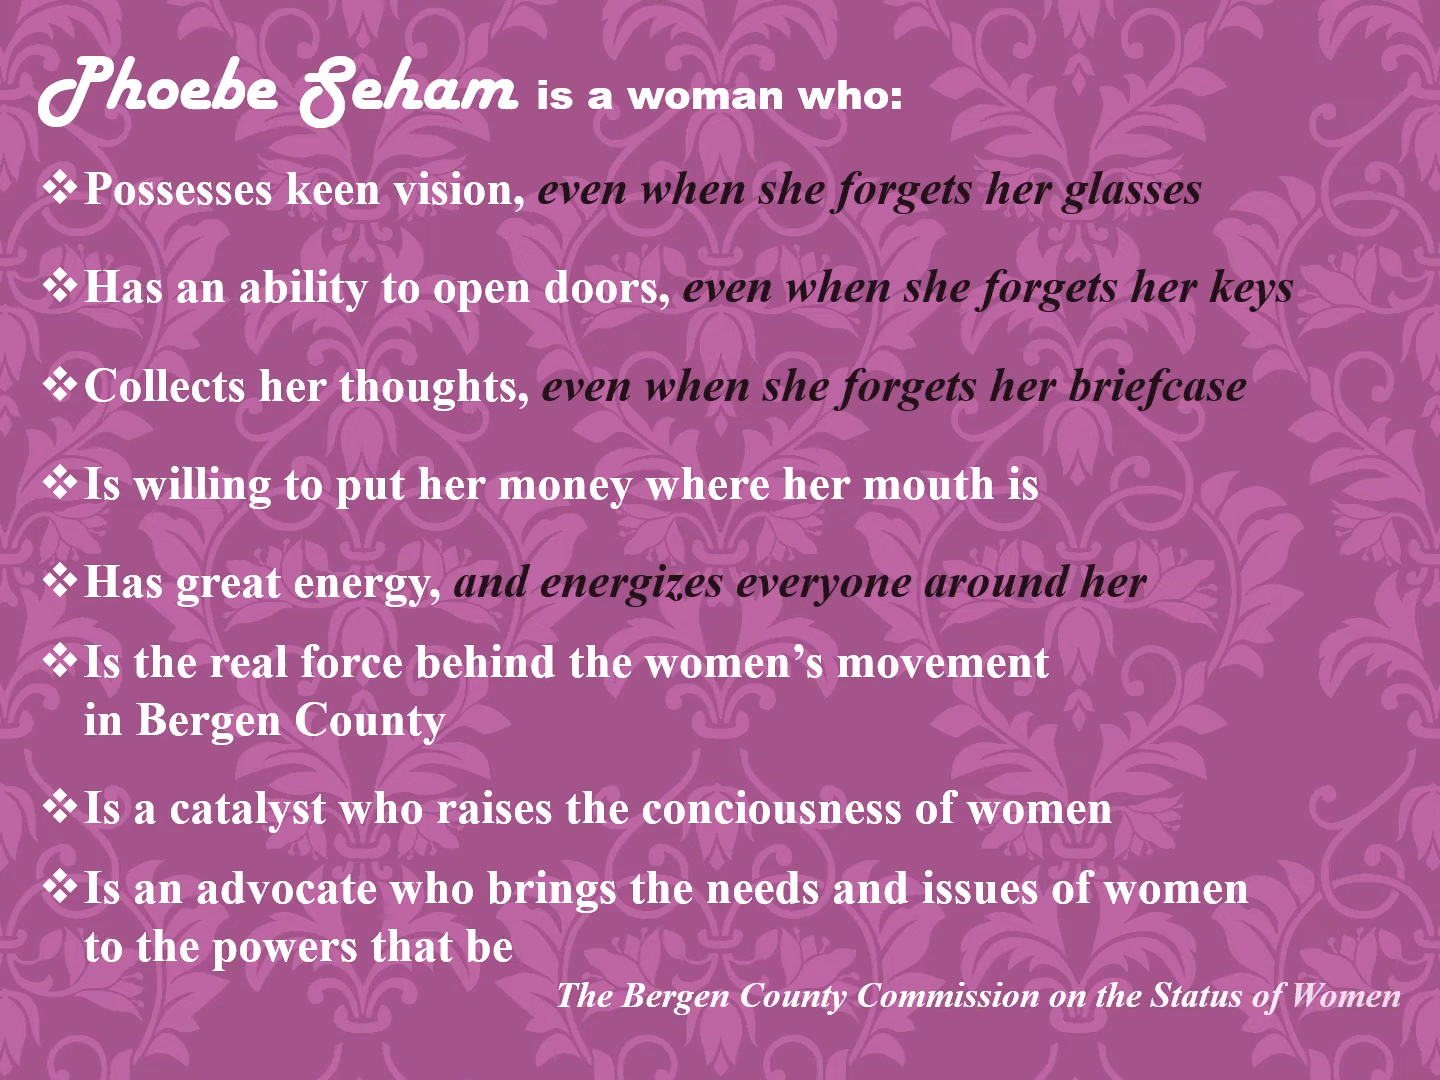 Phoebe Seham is a woman who:
❖Possesses keen vision, even when she forgets her glasses
❖Has an ability to open doors, even when she forgets her keys
❖Collects her thoughts, even when she forgets her briefcase
❖Is willing to put her money where her mouth is
❖Has great energy, and energizes everyone around her
❖Is the real force behind the women’s movement
in Bergen County
❖Is a catalyst who raises the conciousness of women
❖Is an advocate who brings the needs and issues of women
to the powers that be
The Bergen County Commission on the Status of Women